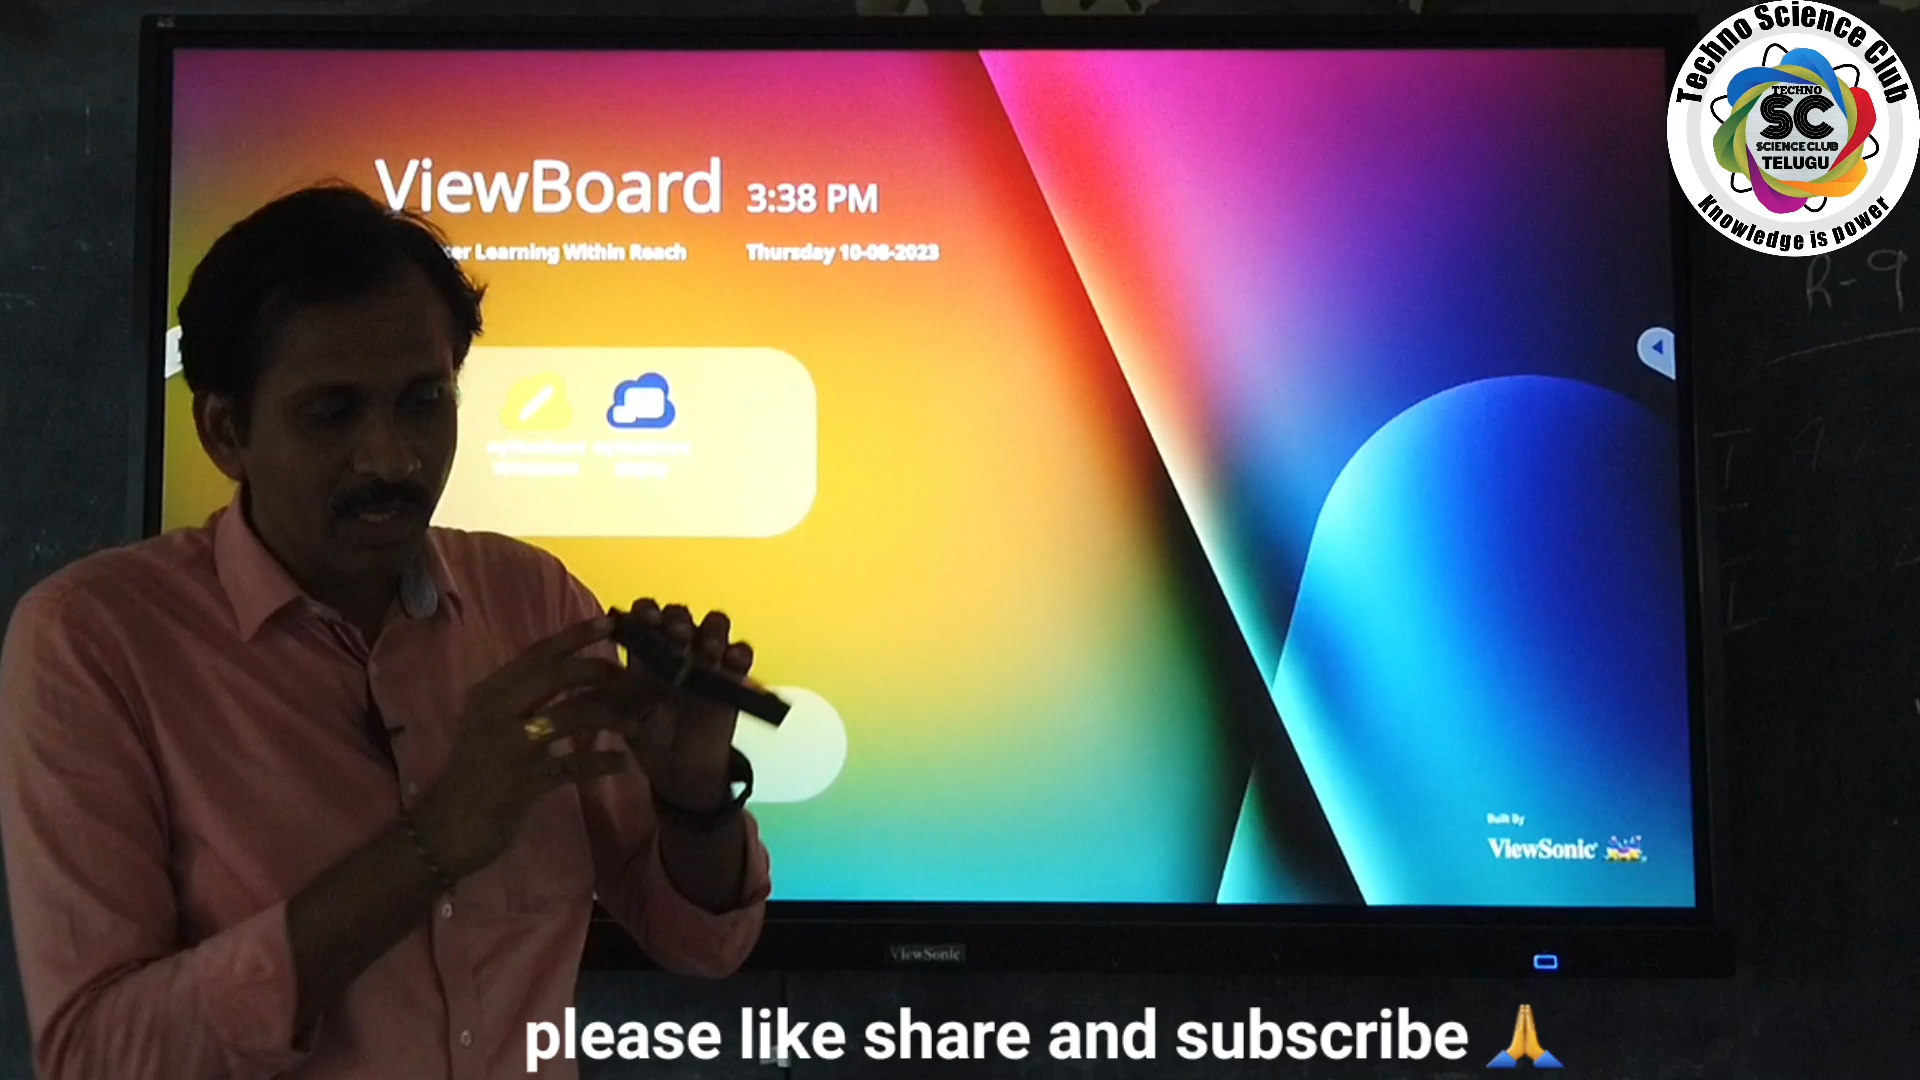 Techno Science Club
TECHNO
SC
SCIENCE CLUB
TELUGU
Knowledge is power
ViewBoard 3:38 PM
Learning Within Reach Thursday 10-08-2023
R-9
Built By
ViewSonic
ViewSonic
please like share and subscribe 🙏